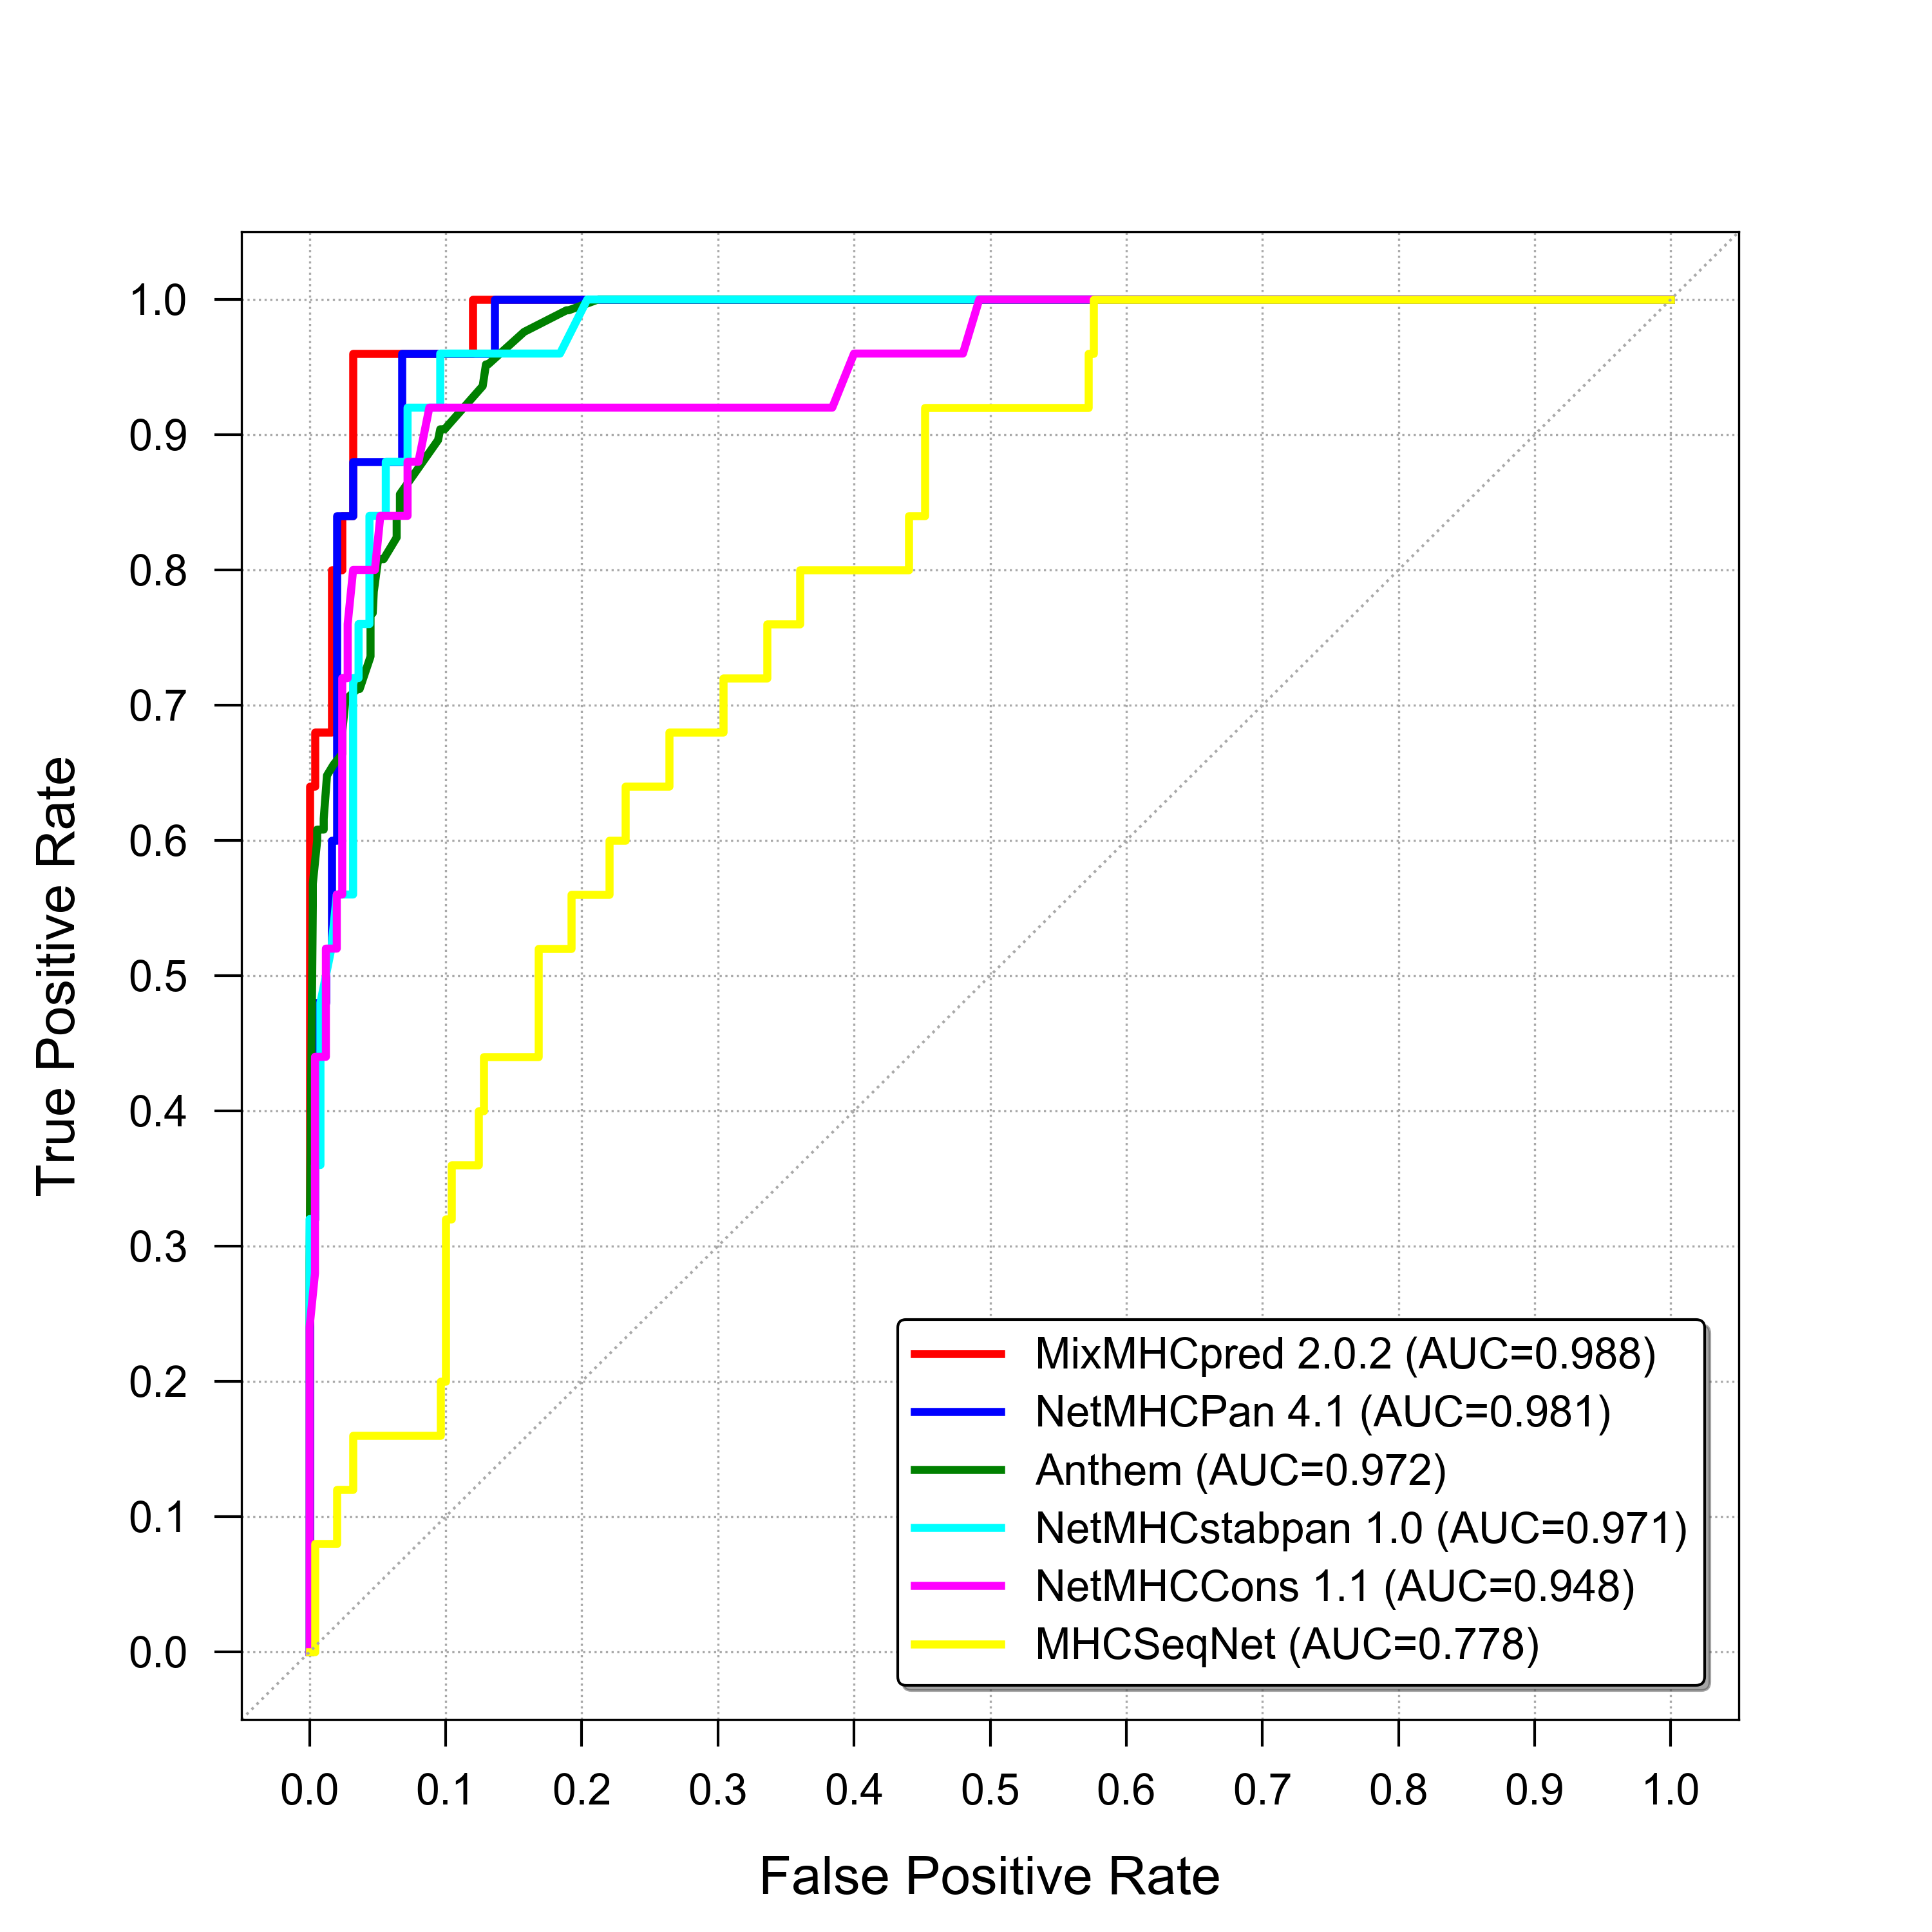 True Positive Rate
1.0
0.9
0.8
0.7
0.6
0.5
0.4
0.3
0.2
0.1
0.0
MixMHCpred 2.0.2 (AUC=0.988)
NetMHCPan 4.1 (AUC=0.981)
Anthem (AUC=0.972)
NetMHCstabpan 1.0 (AUC=0.971)
NetMHCCons 1.1 (AUC=0.948)
MHCSeqNet (AUC=0.778)
0.0 0.1 0.2 0.3 0.4 0.5 0.6 0.7 0.8 0.9 1.0
False Positive Rate